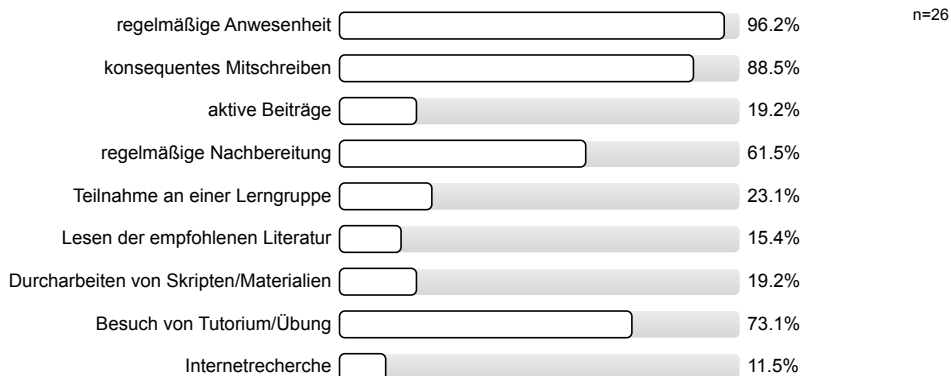 n=26
regelmäßige Anwesenheit 96.2%
konsequentes Mitschreiben 88.5%
aktive Beiträge 19.2%
regelmäßige Nachbereitung 61.5%
Teilnahme an einer Lerngruppe 23.1%
Lesen der empfohlenen Literatur 15.4%
Durcharbeiten von Skripten/Materialien 19.2%
Besuch von Tutorium/Übung 73.1%
Internetrecherche 11.5%